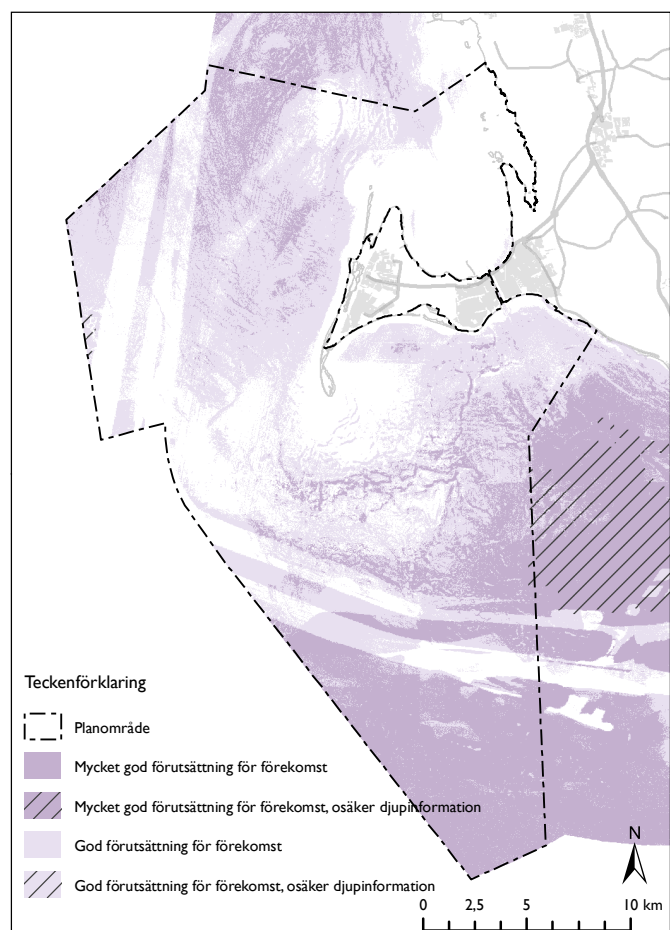 Teckenförklaring
Planområde
Mycket god förutsättning för förekomst
Mycket god förutsättning för förekomst, osäker djupinformation
God förutsättning för förekomst
God förutsättning för förekomst, osäker djupinformation
N
0 2,5 5 10 km